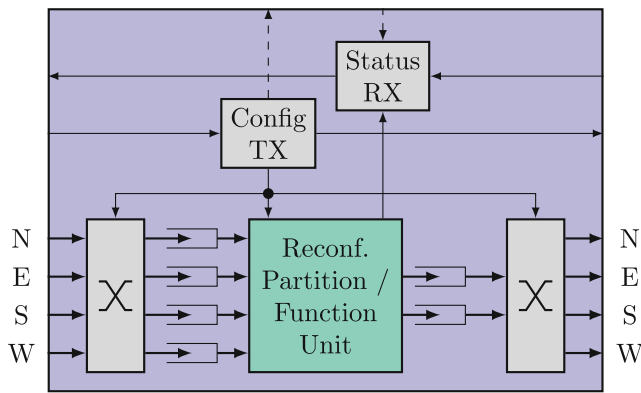 Status
RX
Config
TX
N
E
S
W
Reconf.
Partition /
Function
Unit
N
E
S
W